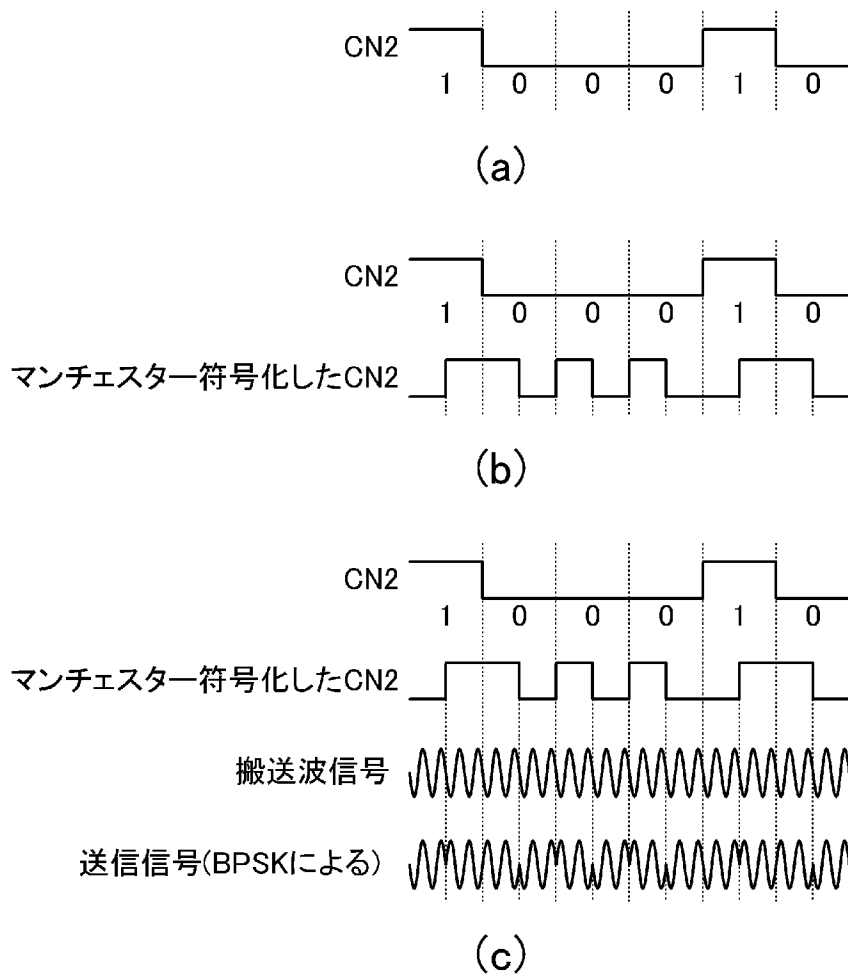 CN2
1 0 0 0 1 0
(a)
CN2
1 0 0 0 1 0
マンチェスター符号化したCN2
(b)
CN2
1 0 0 0 1 0
マンチェスター符号化したCN2
搬送波信号
送信信号(BPSKによる)
(c)